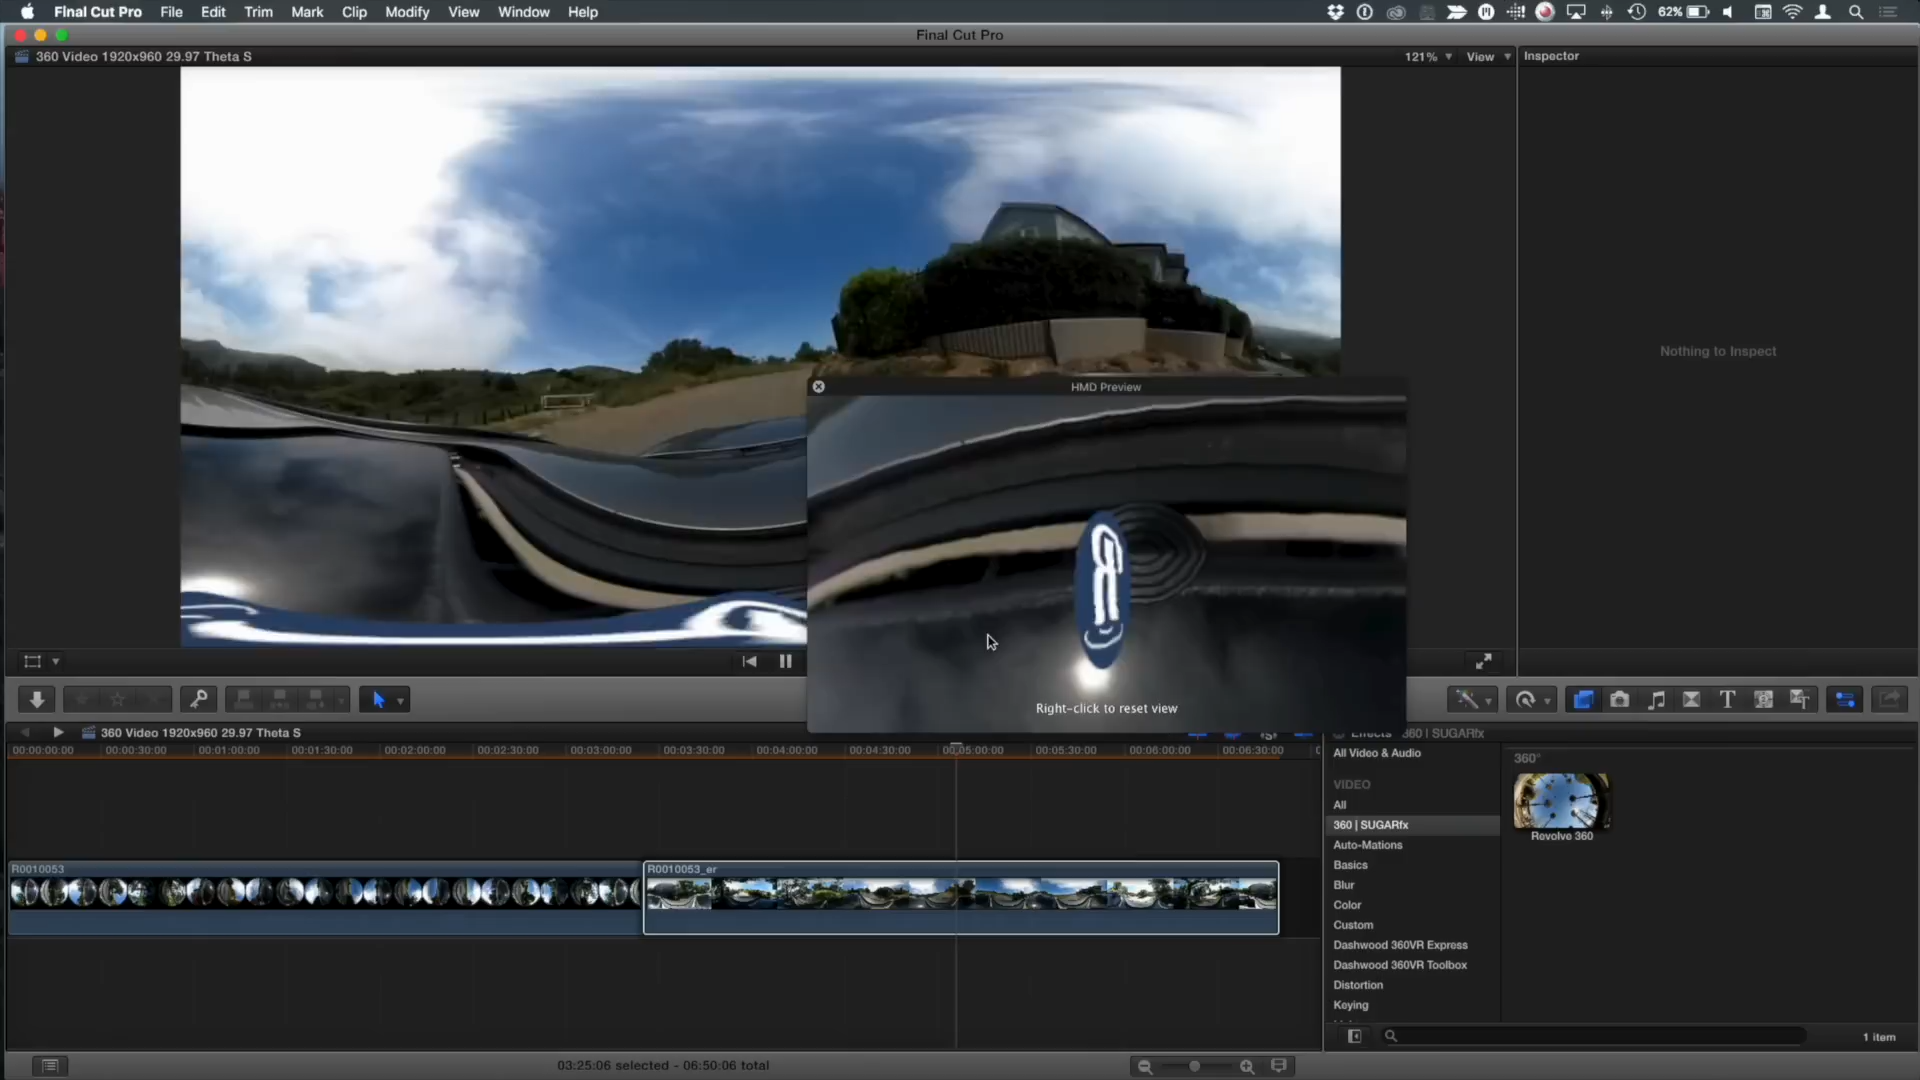 Final Cut Pro File Edit Trim Mark Clip Modify View Window Help 62%
Final Cut Pro
360 Video 1920x960 29.97 Theta S 121% View Inspector
Nothing to Inspect
HMD Preview
Right-click to reset view
360 Video 1920x960 29.97 Theta S
00:00:00:00 00:00:30:00 00:01:00:00 00:01:30:00 00:02:00:00 00:02:30:00 00:03:00:00 00:03:30:00 00:04:00:00 00:04:30:00 00:05:00:00 00:05:30:00 00:06:00:00 00:06:30:00
R0010053
R0010053_er
Effects 360 | SUGARfx
All Video & Audio
VIDEO
All
360 | SUGARfx
Auto-Mations
Basics
Blur
Color
Custom
Dashwood 360VR Express
Dashwood 360VR Toolbox
Distortion
Keying
360°
Revolve 360
1 item
03:25:06 selected - 06:50:06 total